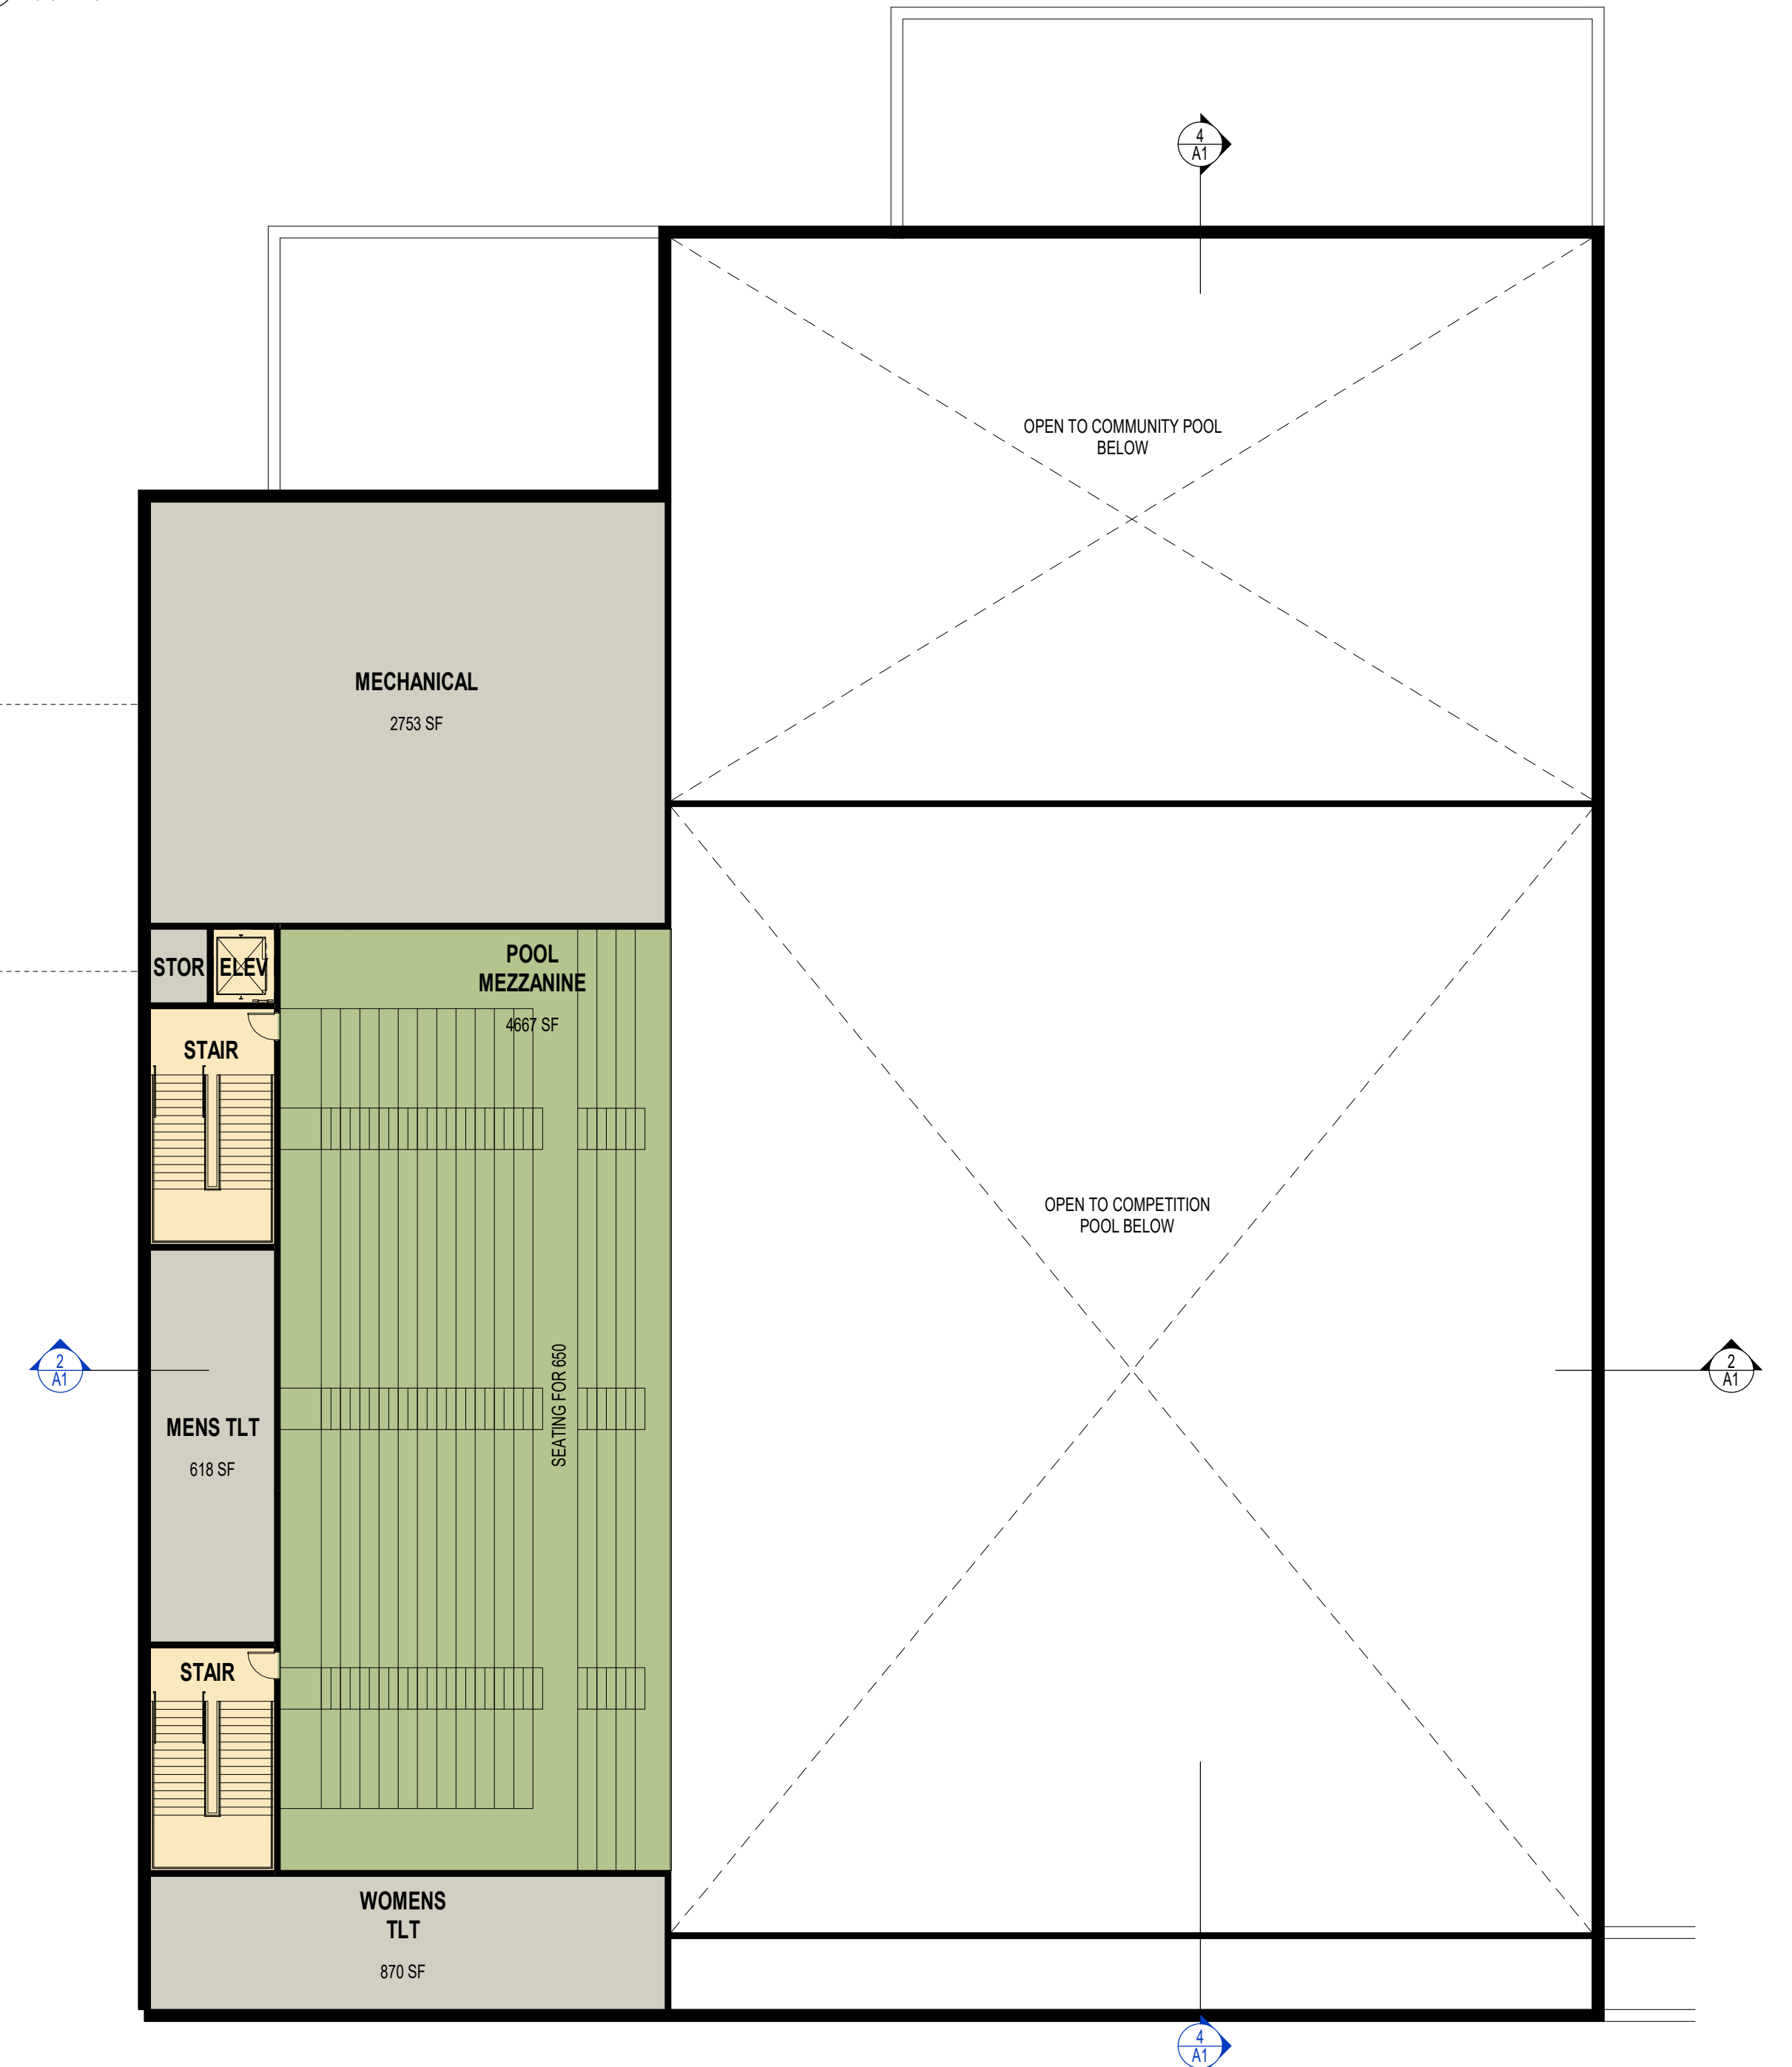 4
A1
OPEN TO COMMUNITY POOL
BELOW
MECHANICAL
2753 SF
STOR
ELEV
POOL
MEZZANINE
4667 SF
STAIR
OPEN TO COMPETITION
POOL BELOW
SEATING FOR 650
2
A1
2
A1
MENS TLT
618 SF
STAIR
WOMENS
TLT
870 SF
4
A1